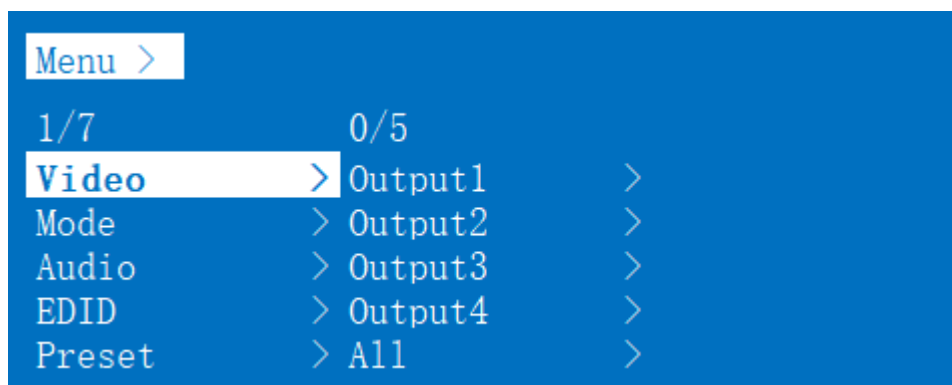 Menu >
1/7 0/5
Video > Output1 >
Mode > Output2 >
Audio > Output3 >
EDID > Output4 >
Preset > All >